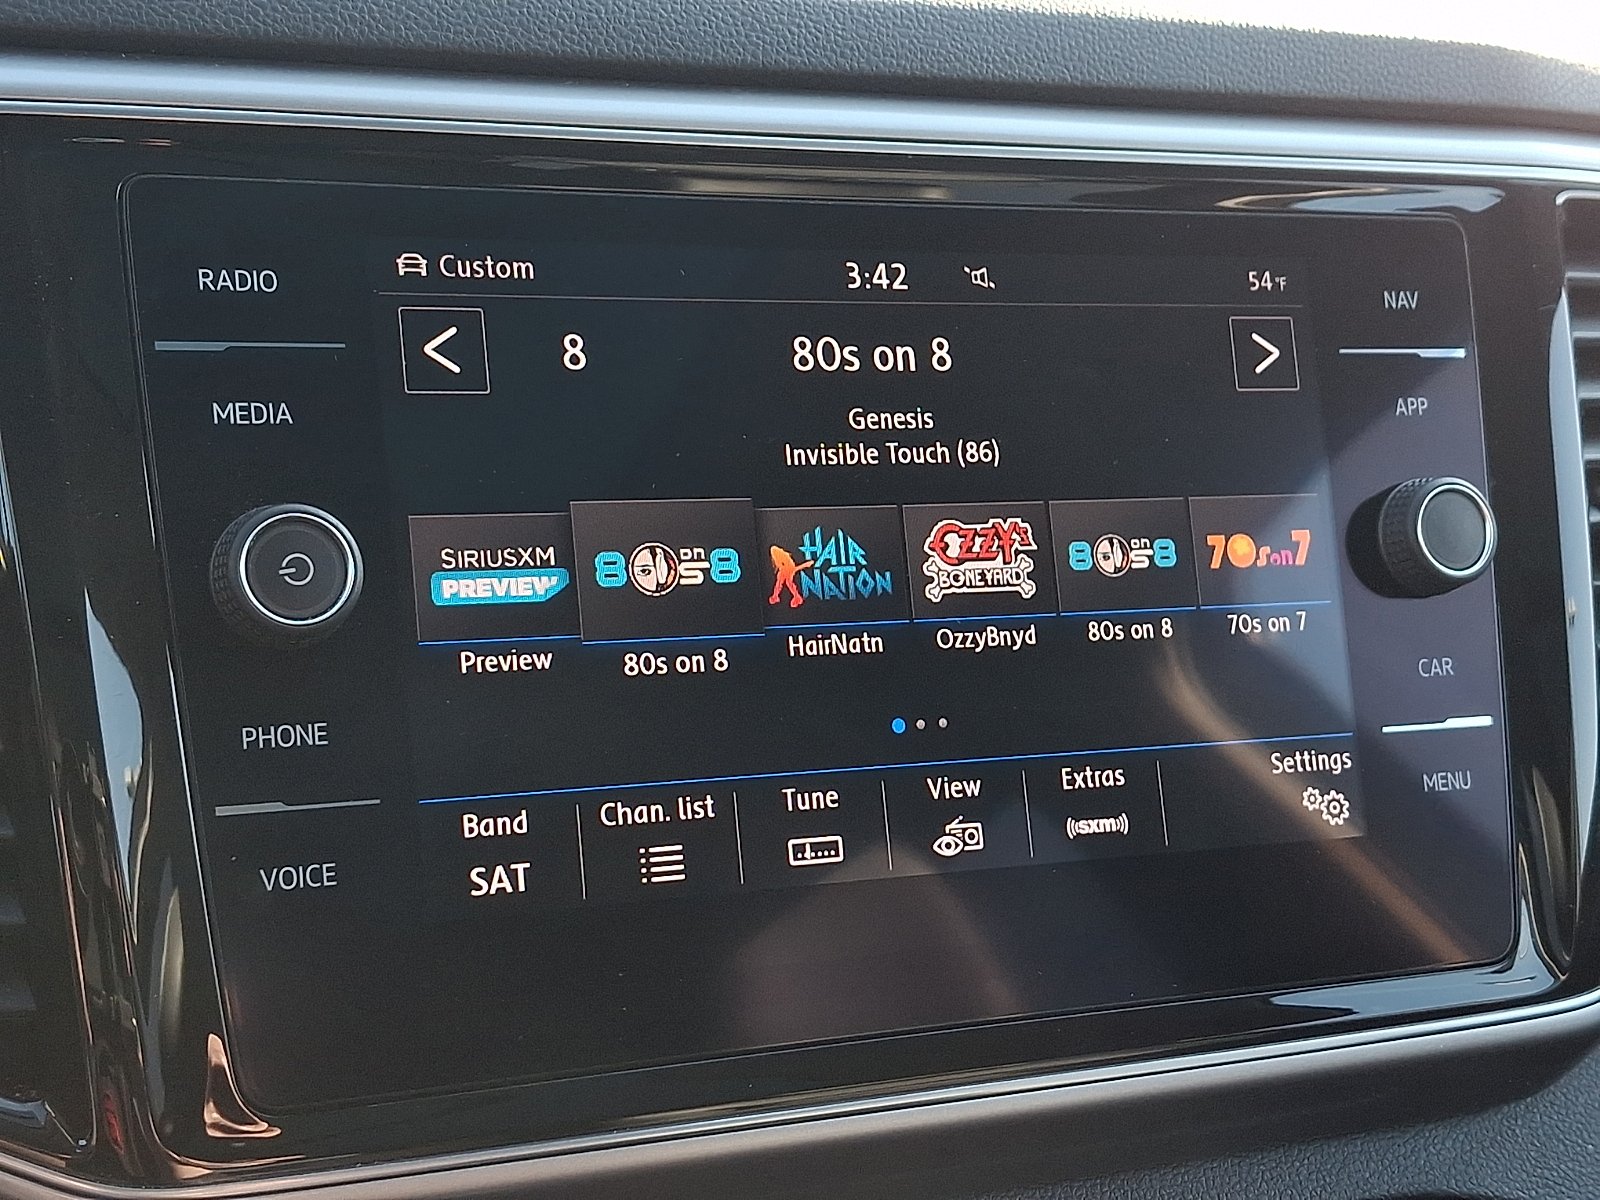 RADIO
MEDIA
PHONE
VOICE
Custom
3:42
54°F
8
80s on 8
Genesis
Invisible Touch (86)
SIRIUSXM
PREVIEW
80s on 8
HAIR
NATION
OZZY'S
BONEYARD
80s on 8
70s on 7
Preview
80s on 8
HairNatn
OzzyBnyd
80s on 8
70s on 7
Band
SAT
Chan. list
Tune
View
Extras
((sxm))
Settings
NAV
APP
CAR
MENU